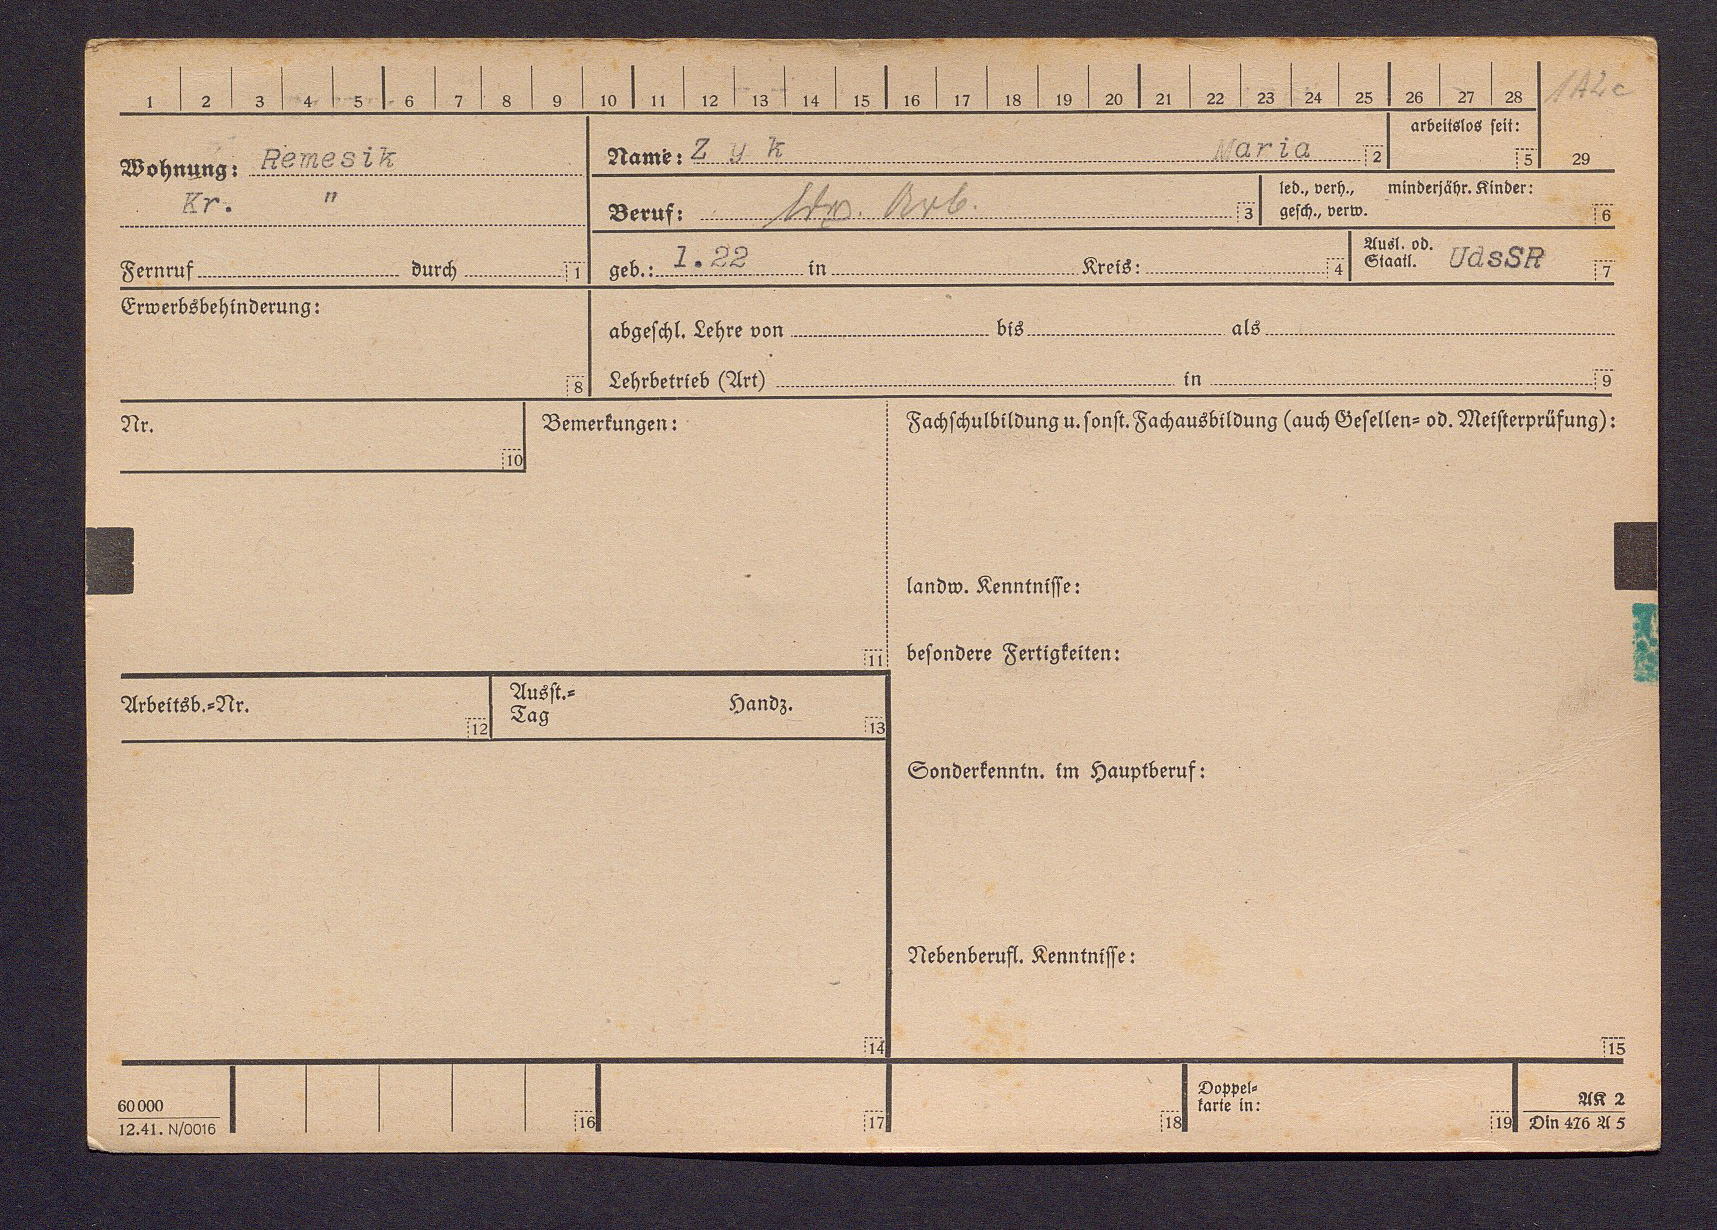 1 2 3 4 5 6 7 8 9 10 11 12 13 14 15 16 17 18 19 20 21 22 23 24 25 26 27 28
1A2c
arbeitslos seit:
5
29
Wohnung: Remesik
Kr. "
Fernruf durch 1
Name: Z y k Maria 2
Beruf: Arb. 3
led., verh., minderjähr. Kinder:
gesch., verw. 6
geb.: 1.22 in Kreis: 4
Ausl. od.
Staatl. UdsSR 7
Erwerbsbehinderung:
8
abgeschl. Lehre von bis als
Lehrbetrieb (Art) in 9
Nr.
10
Bemerkungen:
11
Fachschulbildung u. sonst. Fachausbildung (auch Gesellen= od. Meisterprüfung):
landw. Kenntnisse:
besondere Fertigkeiten:
Arbeitsb.=Nr.
12
Ausst.=
Tag
Handz.
13
Sonderkenntn. im Hauptberuf:
Nebenberufl. Kenntnisse:
14
15
60 000
12.41. N/0016
16
17
18
Doppel=
karte in:
19
AK 2
Din 476 A 5